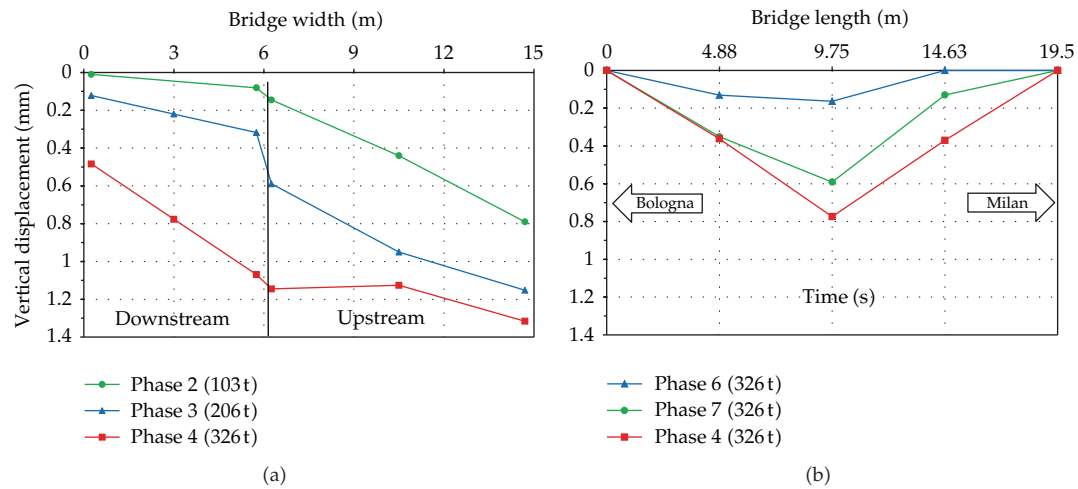 Bridge width (m)
0 3 6 9 12 15
Vertical displacement (mm)
0
0.2
0.4
0.6
0.8
1
1.2
1.4
Downstream
Upstream
Phase 2 (103 t)
Phase 3 (206 t)
Phase 4 (326 t)
(a)
Bridge length (m)
0 4.88 9.75 14.63 19.5
0
0.2
0.4
0.6
0.8
1
1.2
1.4
Bologna
Milan
Time (s)
Phase 6 (326 t)
Phase 7 (326 t)
Phase 4 (326 t)
(b)